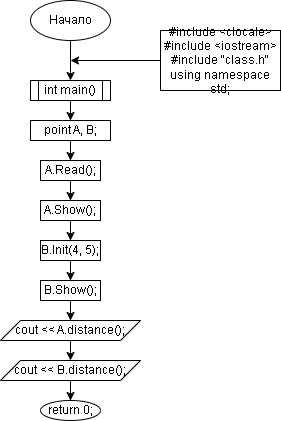 Начало
#include <clocale>
#include <iostream>
#include "class.h"
using namespace
std;
int main()
point A, B;
A.Read();
A.Show();
B.Init(4, 5);
B.Show();
cout << A.distance();
cout << B.distance();
return 0;